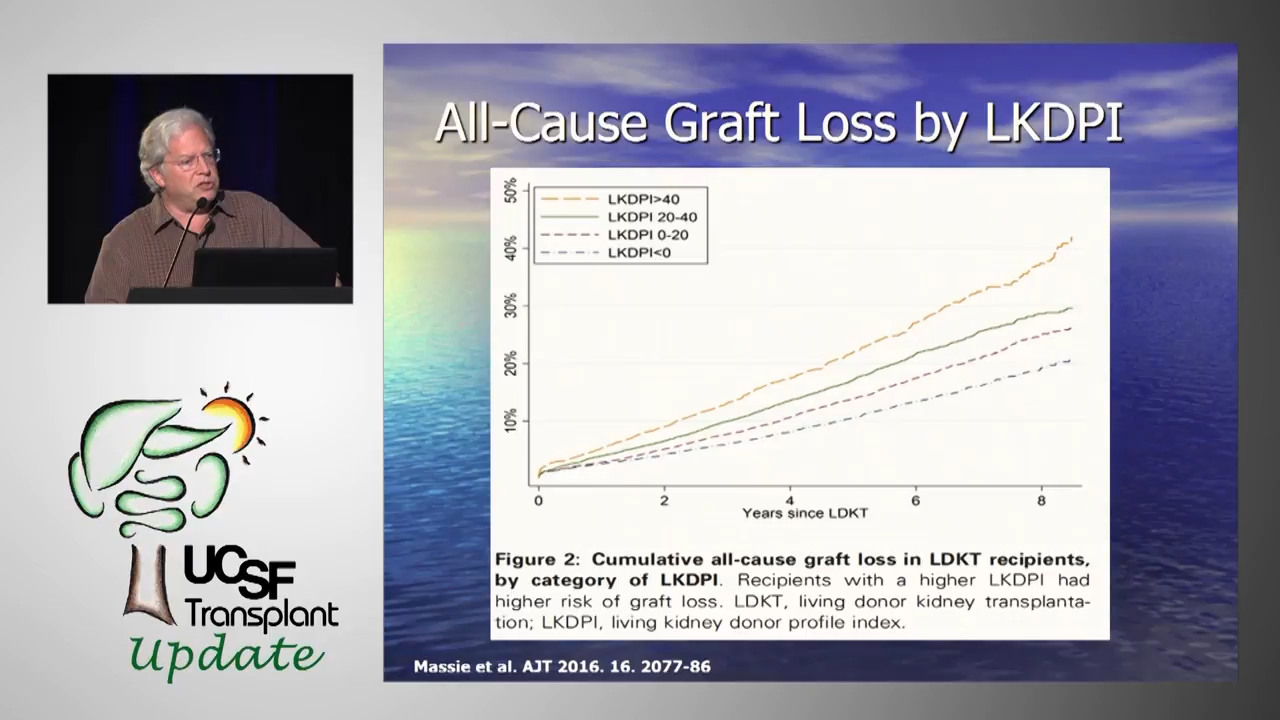 All-Cause Graft Loss by LKDPI
50%
40%
30%
20%
10%
LKDPI>40
LKDPI 20-40
LKDPI 0-20
LKDPI<0
0 2 4 6 8
Years since LDKT
Figure 2: Cumulative all-cause graft loss in LDKT recipients,
by category of LKDPI. Recipients with a higher LKDPI had
higher risk of graft loss. LDKT, living donor kidney transplanta-
tion; LKDPI, living kidney donor profile index.
Massie et al. AJT 2016. 16. 2077-86
UCSF
Transplant
Update